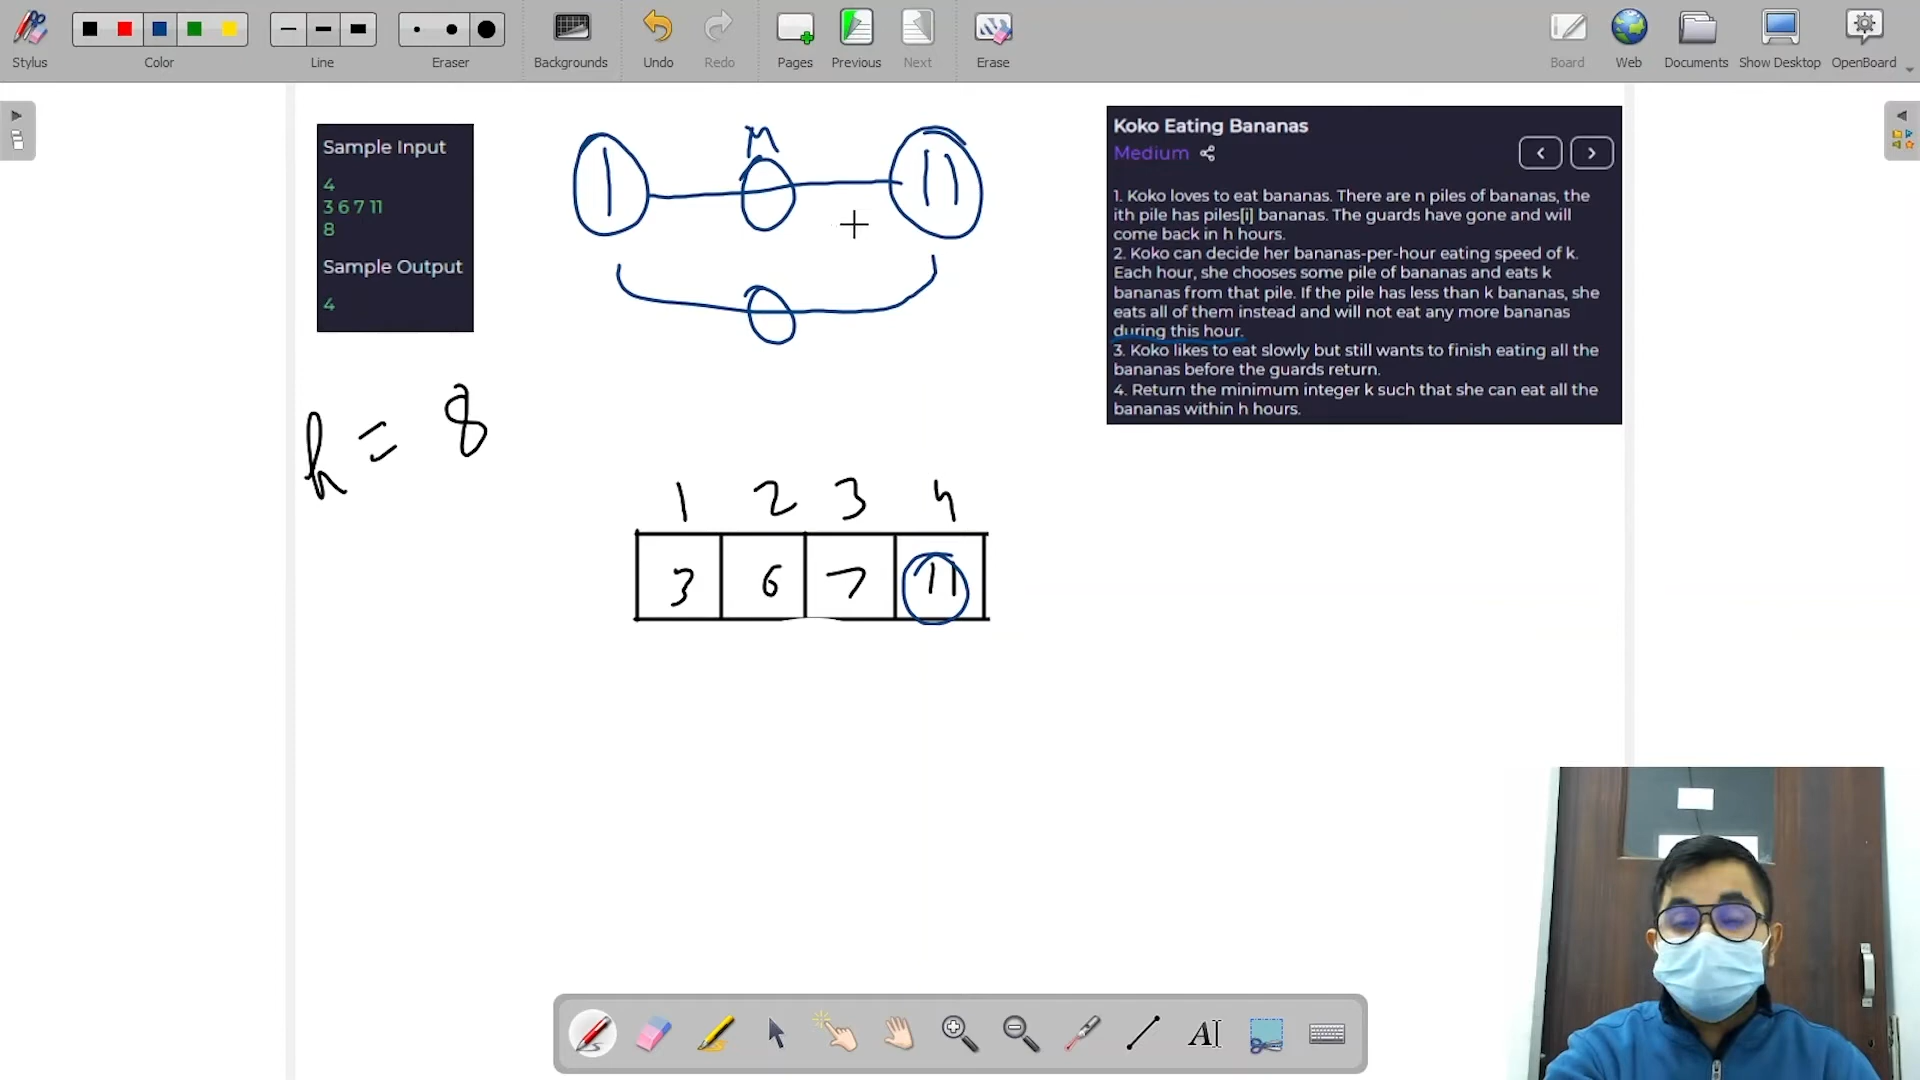 Stylus
Color
Line
Eraser
Backgrounds
Undo
Redo
Pages
Previous
Next
Erase
Board
Web
Documents
Show Desktop
OpenBoard
Sample Input
4
3 6 7 11
8
Sample Output
4
1
M
11
Koko Eating Bananas
Medium
1. Koko loves to eat bananas. There are n piles of bananas, the
ith pile has piles[i] bananas. The guards have gone and will
come back in h hours.
2. Koko can decide her bananas-per-hour eating speed of k.
Each hour, she chooses some pile of bananas and eats k
bananas from that pile. If the pile has less than k bananas, she
eats all of them instead and will not eat any more bananas
during this hour.
3. Koko likes to eat slowly but still wants to finish eating all the
bananas before the guards return.
4. Return the minimum integer k such that she can eat all the
bananas within h hours.
h = 8
1 2 3 4
3 6 7 11